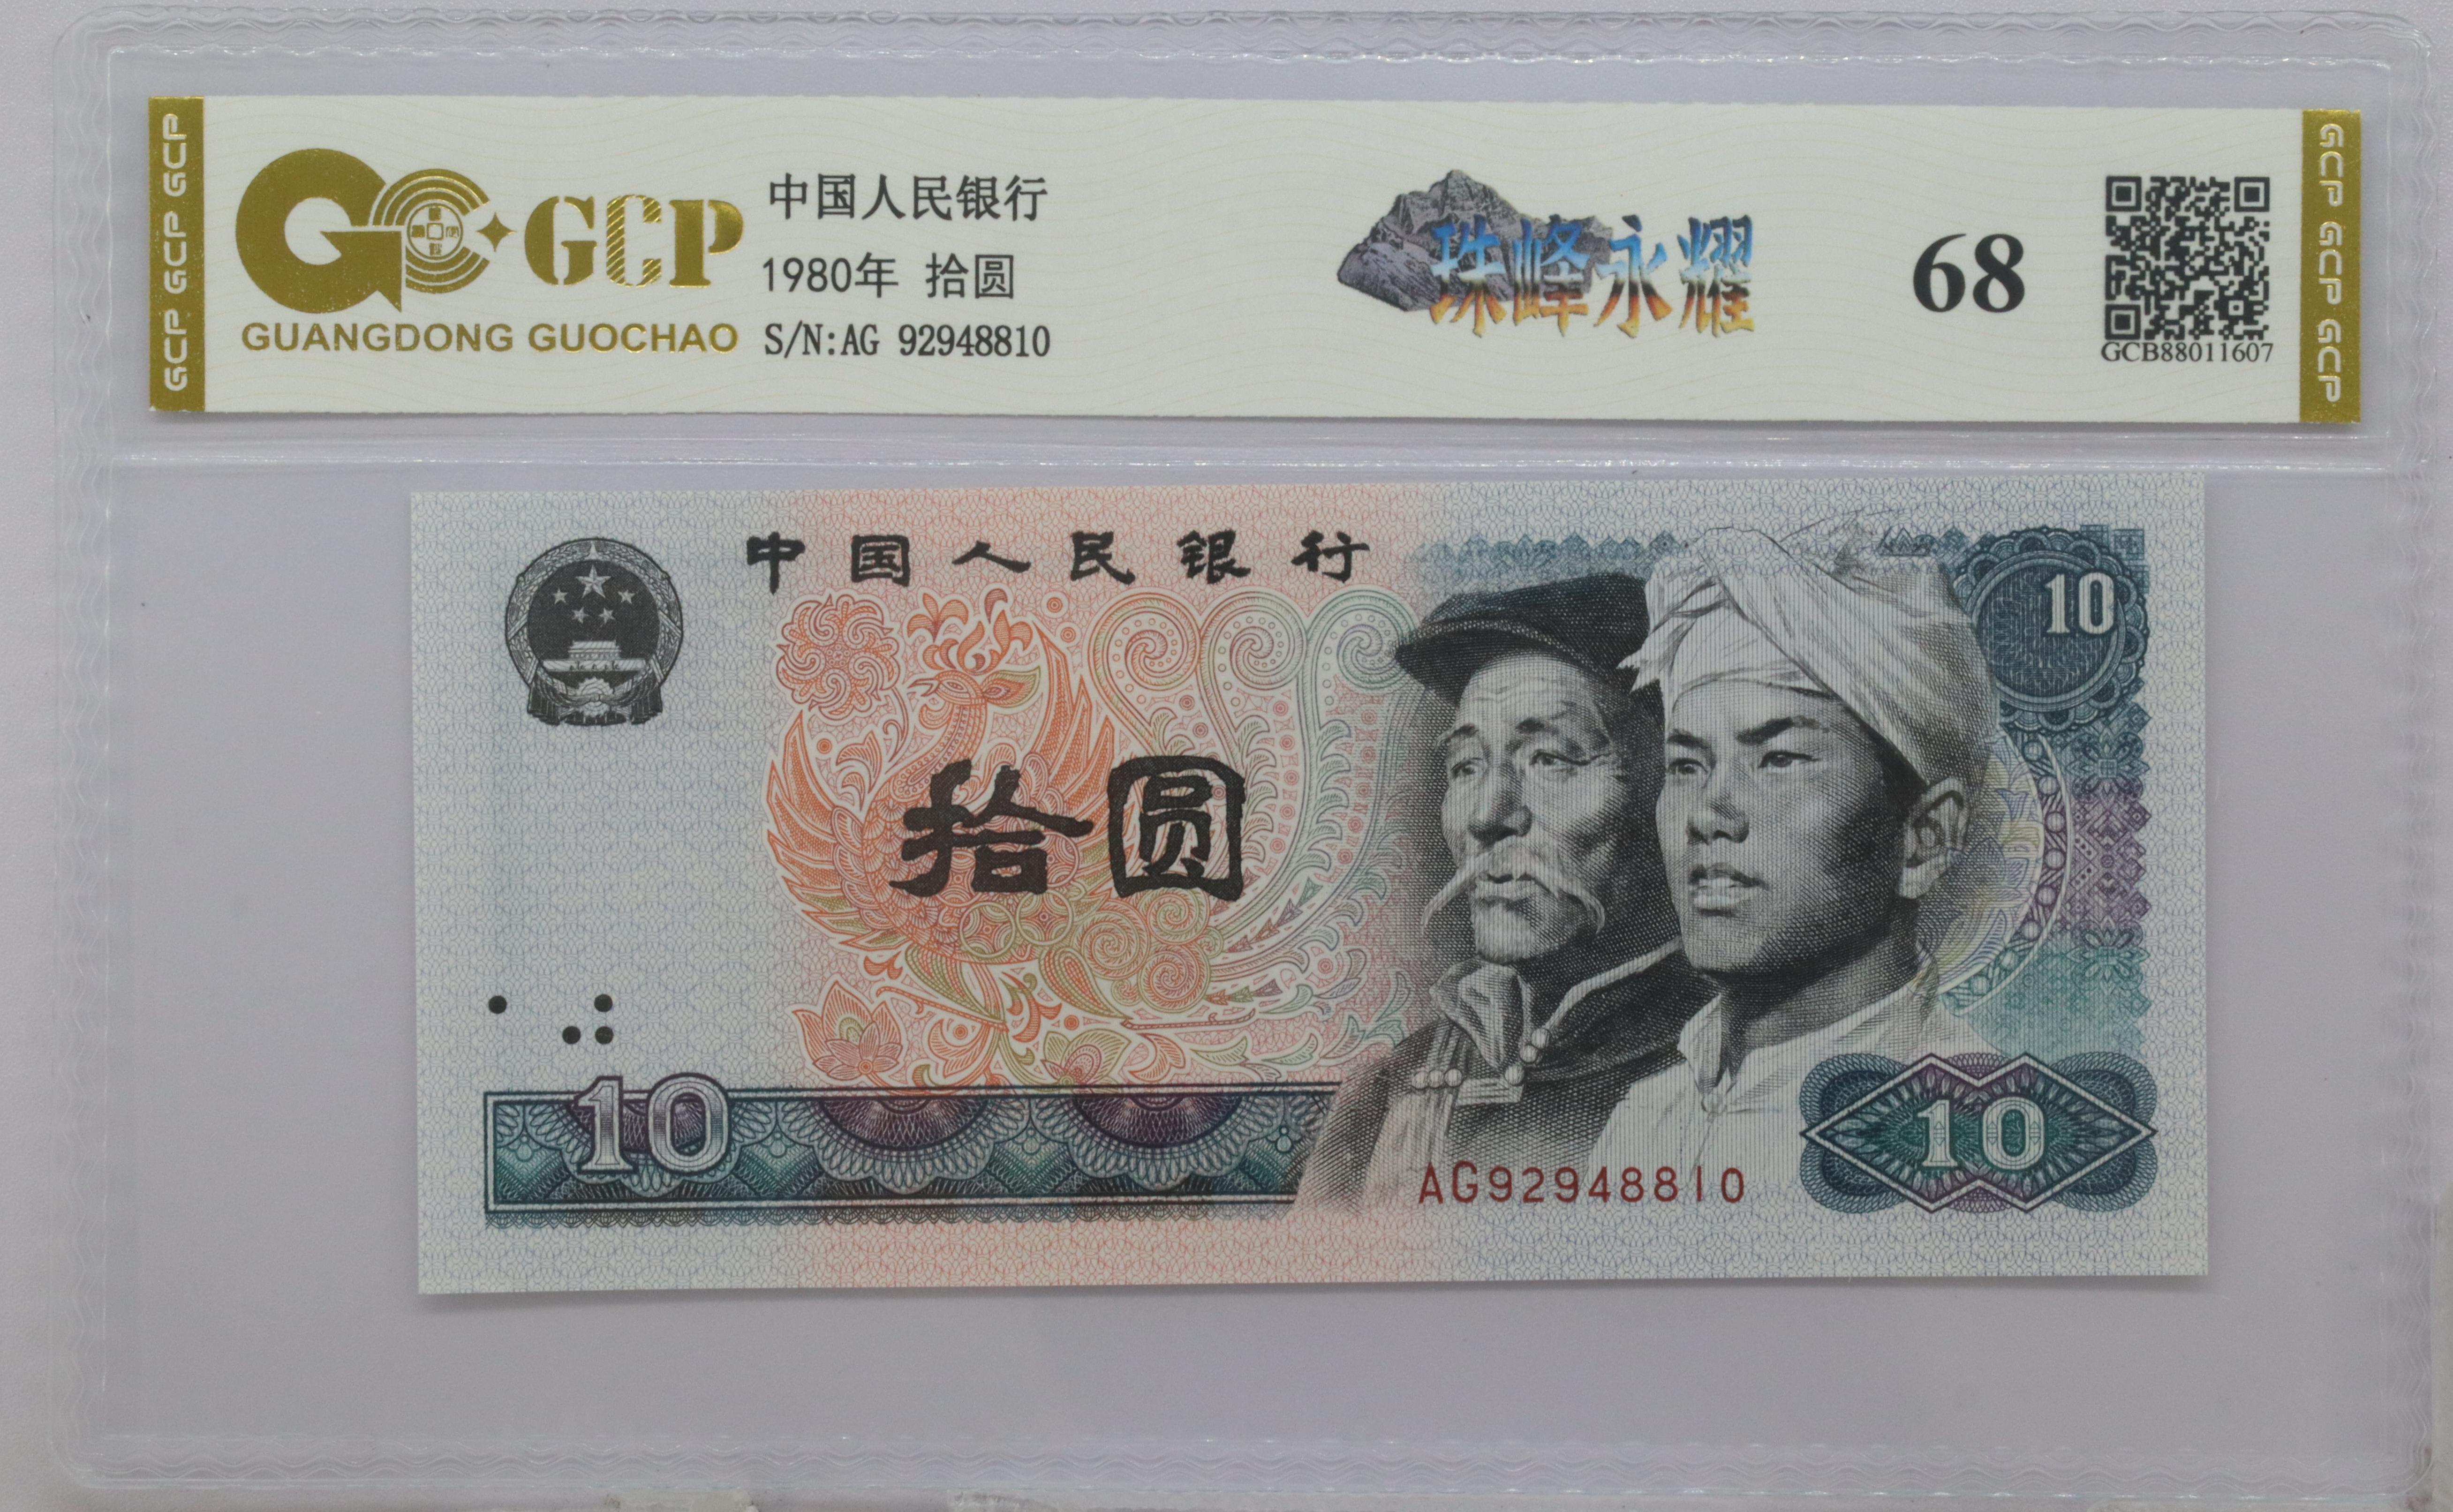 GCP GCP GCP
GCP
GUANGDONG GUOCHAO
中国人民银行
1980年 拾圆
S/N:AG 92948810
珠峰永耀
68
GCB88011607
GCP GCP GCP
中国人民银行
10
拾圆
10
AG92948810
10